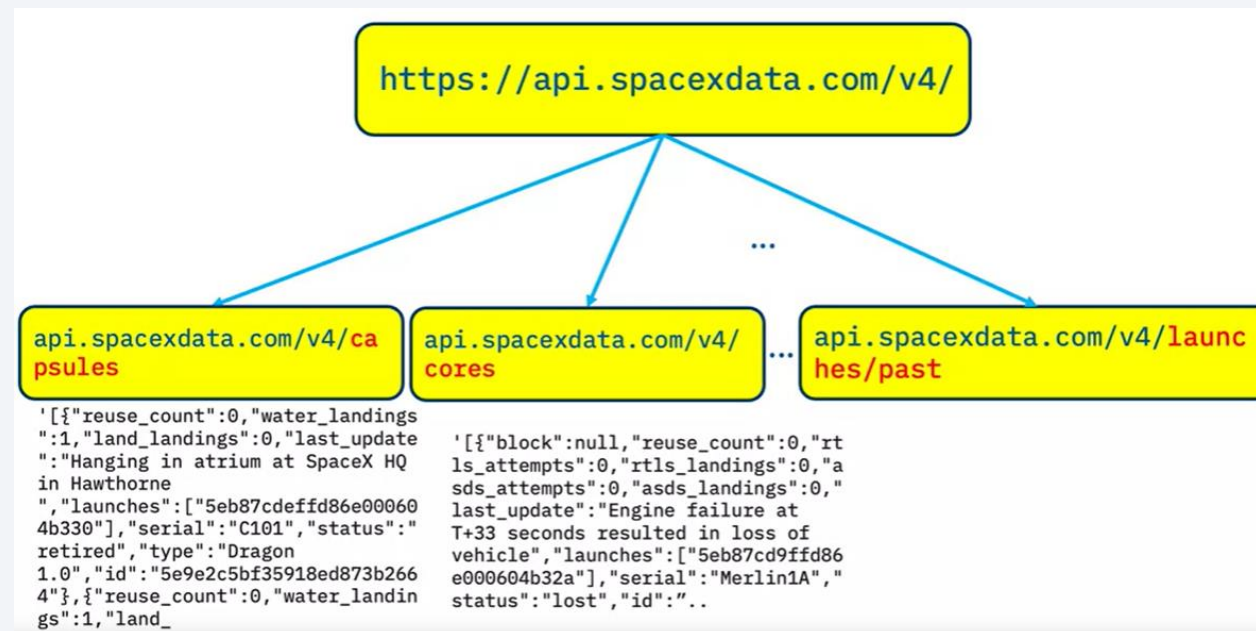 https://api.spacexdata.com/v4/
...
api.spacexdata.com/v4/ca
psules
api.spacexdata.com/v4/
cores
...
api.spacexdata.com/v4/launc
hes/past
'[{"reuse_count":0,"water_landings
":1,"land_landings":0,"last_update
":"Hanging in atrium at SpaceX HQ
in Hawthorne
","launches":["5eb87cdeffd86e00060
4b330"],"serial":"C101","status":"
retired","type":"Dragon
1.0","id":"5e9e2c5bf35918ed873b266
4"},{"reuse_count":0,"water_landin
gs":1,"land_
'[{"block":null,"reuse_count":0,"rt
ls_attempts":0,"rtls_landings":0,"a
sds_attempts":0,"asds_landings":0,"
last_update":"Engine failure at
T+33 seconds resulted in loss of
vehicle","launches":["5eb87cd9ffd86
e000604b32a"],"serial":"Merlin1A","
status":"lost","id":”..